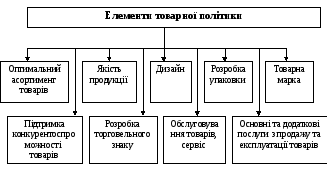 Елементи товарної політики
Оптимальний
асортимент
товарів
Якість
продукції
Дизайн
Розробка
упаковки
Товарна
марка
Підтримка
конкурентоспро
можності
товарів
Розробка
торговельного
знаку
Обслуговува
ння товарів,
сервіс
Основні та додаткові
послуги з продажу та
експлуатації товарів